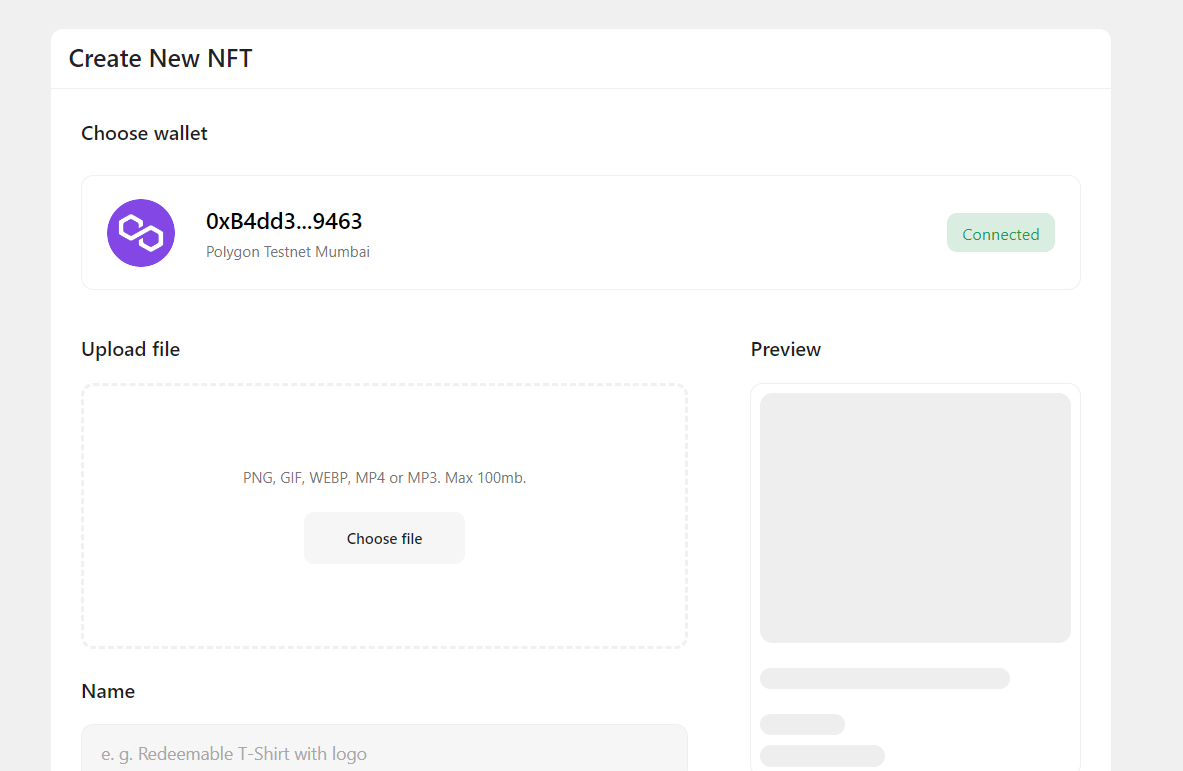 Create New NFT
Choose wallet
0xB4dd3...9463
Polygon Testnet Mumbai
Connected
Upload file
Preview
PNG, GIF, WEBP, MP4 or MP3. Max 100mb.
Choose file
Name
e. g. Redeemable T-Shirt with logo